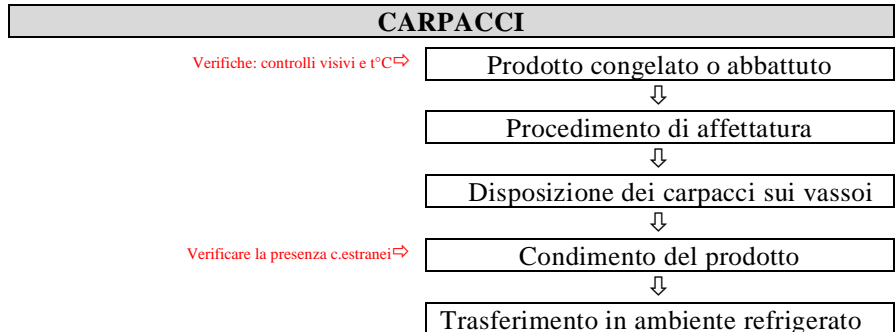 CARPACCI
Verifiche: controlli visivi e t°C⇨ Prodotto congelato o abbattuto
⇩
Procedimento di affettatura
⇩
Disposizione dei carpacci sui vassoi
⇩
Verificare la presenza c.estranei⇨ Condimento del prodotto
⇩
Trasferimento in ambiente refrigerato